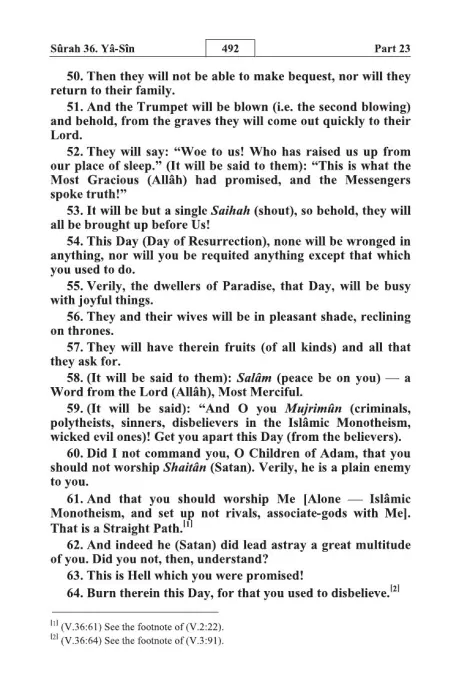 Sûrah 36. Yâ-Sîn 492 Part 23
50. Then they will not be able to make bequest, nor will they
return to their family.
51. And the Trumpet will be blown (i.e. the second blowing)
and behold, from the graves they will come out quickly to their
Lord.
52. They will say: “Woe to us! Who has raised us up from
our place of sleep.” (It will be said to them): “This is what the
Most Gracious (Allâh) had promised, and the Messengers
spoke truth!”
53. It will be but a single Saihah (shout), so behold, they will
all be brought up before Us!
54. This Day (Day of Resurrection), none will be wronged in
anything, nor will you be requited anything except that which
you used to do.
55. Verily, the dwellers of Paradise, that Day, will be busy
with joyful things.
56. They and their wives will be in pleasant shade, reclining
on thrones.
57. They will have therein fruits (of all kinds) and all that
they ask for.
58. (It will be said to them): Salâm (peace be on you) — a
Word from the Lord (Allâh), Most Merciful.
59. (It will be said): “And O you Mujrimûn (criminals,
polytheists, sinners, disbelievers in the Islâmic Monotheism,
wicked evil ones)! Get you apart this Day (from the believers).
60. Did I not command you, O Children of Adam, that you
should not worship Shaitân (Satan). Verily, he is a plain enemy
to you.
61. And that you should worship Me [Alone — Islâmic
Monotheism, and set up not rivals, associate-gods with Me].
That is a Straight Path.[1]
62. And indeed he (Satan) did lead astray a great multitude
of you. Did you not, then, understand?
63. This is Hell which you were promised!
64. Burn therein this Day, for that you used to disbelieve.[2]
[1] (V.36:61) See the footnote of (V.2:22).
[2] (V.36:64) See the footnote of (V.3:91).